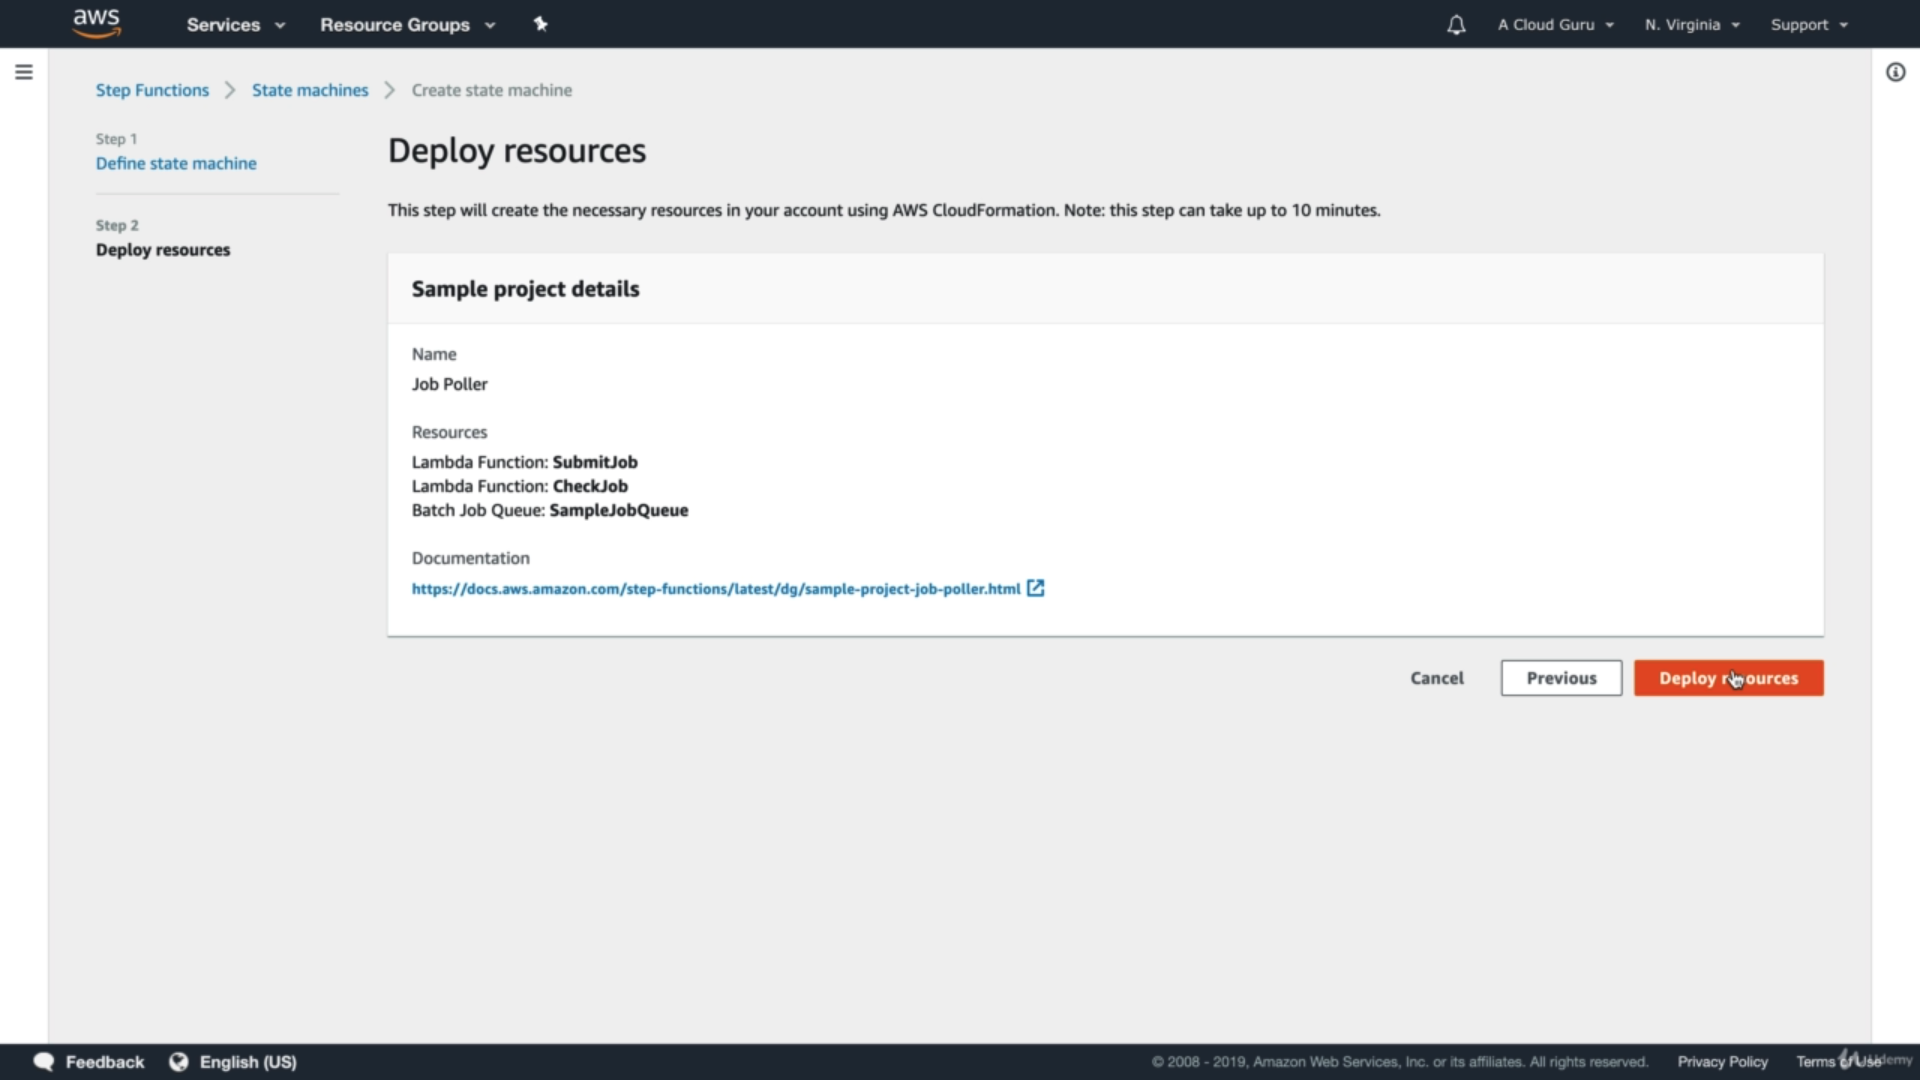 aws Services Resource Groups A Cloud Guru N. Virginia Support
Step Functions State machines Create state machine
Step 1
Define state machine
Step 2
Deploy resources
Deploy resources
This step will create the necessary resources in your account using AWS CloudFormation. Note: this step can take up to 10 minutes.
Sample project details
Name
Job Poller
Resources
Lambda Function: SubmitJob
Lambda Function: CheckJob
Batch Job Queue: SampleJobQueue
Documentation
https://docs.aws.amazon.com/step-functions/latest/dg/sample-project-job-poller.html
Cancel Previous Deploy resources
Feedback English (US) © 2008 - 2019, Amazon Web Services, Inc. or its affiliates. All rights reserved. Privacy Policy Terms of Use